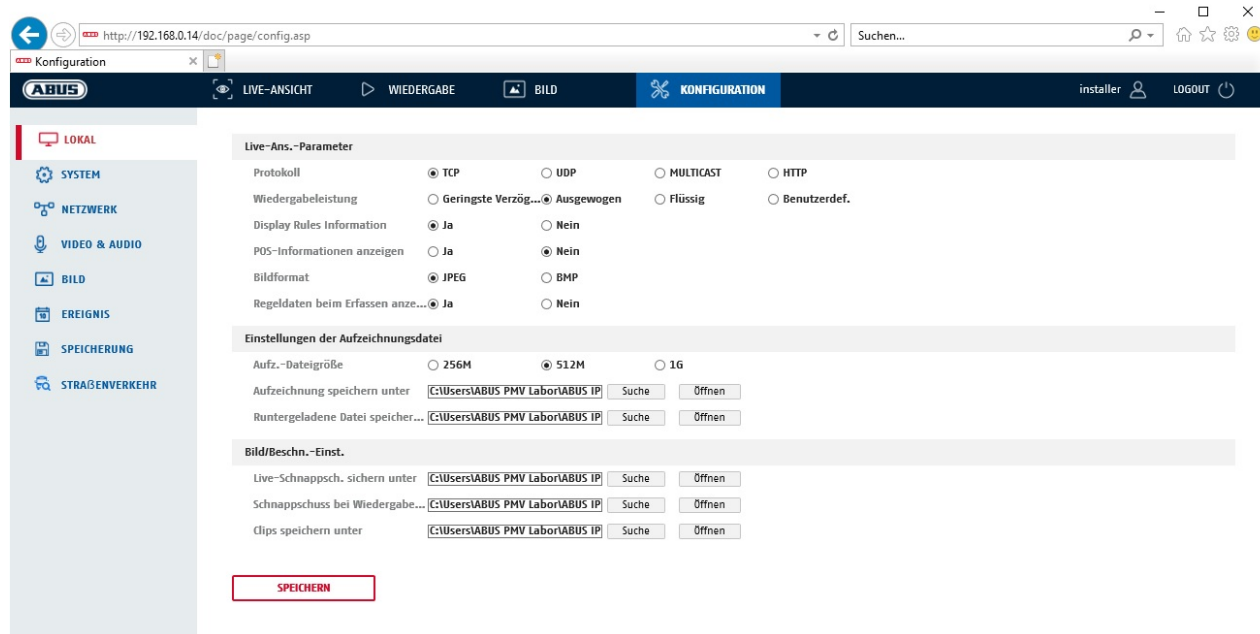 http://192.168.0.14/doc/page/config.asp
Suchen...
Konfiguration
ABUS LIVE-ANSICHT WIEDERGABE BILD KONFIGURATION installer LOGOUT
LOKAL
SYSTEM
NETZWERK
VIDEO & AUDIO
BILD
10 EREIGNIS
SPEICHERUNG
STRAßENVERKEHR
Live-Ans.-Parameter
Protokoll TCP UDP MULTICAST HTTP
Wiedergabeleistung Geringste Verzög... Ausgewogen Flüssig Benutzerdef.
Display Rules Information Ja Nein
POS-Informationen anzeigen Ja Nein
Bildformat JPEG BMP
Regeldaten beim Erfassen anze... Ja Nein
Einstellungen der Aufzeichnungsdatei
Aufz.-Dateigröße 256M 512M 1G
Aufzeichnung speichern unter C:\Users\ABUS PMV Labor\ABUS IP Suche Öffnen
Runtergeladene Datei speicher... C:\Users\ABUS PMV Labor\ABUS IP Suche Öffnen
Bild/Beschn.-Einst.
Live-Schnappsch. sichern unter C:\Users\ABUS PMV Labor\ABUS IP Suche Öffnen
Schnappschuss bei Wiedergabe... C:\Users\ABUS PMV Labor\ABUS IP Suche Öffnen
Clips speichern unter C:\Users\ABUS PMV Labor\ABUS IP Suche Öffnen
SPEICHERN